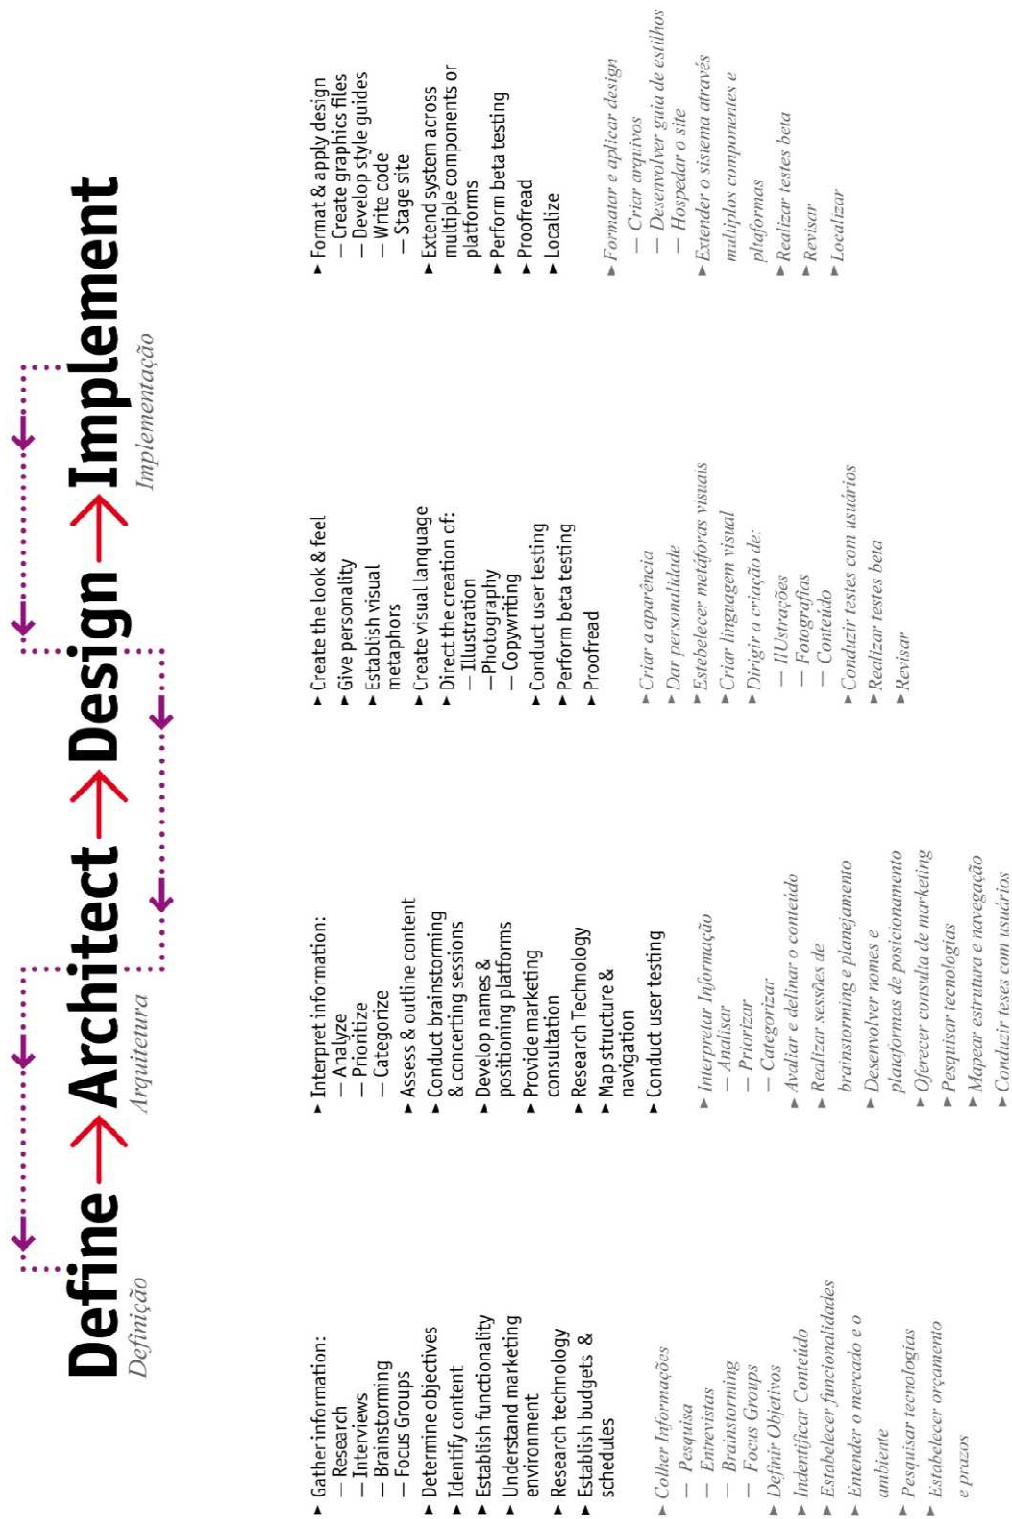 Define → Architect → Design → Implement
Definição
Arquitetura
Implementação
► Gather information:
— Research
— Interviews
— Brainstorming
— Focus Groups
► Determine objectives
► Identify content
► Establish functionality
► Understand marketing
environment
► Research technology
► Establish budgets &
schedules
► Colher Informações
— Pesquisa
— Entrevistas
— Brainstorming
— Focus Groups
► Definir Objetivos
► Indentificar Conteúdo
► Estabelecer funcionalidades
► Entender o mercado e o
ambiente
► Pesquisar tecnologias
► Estabelecer orçamento
e prazos
► Interpret information:
— Analyze
— Prioritize
— Categorize
► Assess & outline content
► Conduct brainstorming
& concerting sessions
► Develop names &
positioning platforms
► Provide marketing
consultation
► Research Technology
► Map structure &
navigation
► Conduct user testing
► Interpretar Informação
— Analisar
— Priorizar
— Categorizar
► Avaliar e delinar o conteúdo
► Realizar sessões de
brainstorming e planejamento
► Desenvolver nomes e
plataformas de posicionamento
► Oferecer consulta de marketing
► Pesquisar tecnologias
► Mapear estrutura e navegação
► Conduzir teses com usuários
► Create the look & feel
► Give personality
► Establish visual
metaphors
► Create visual lanquage
► Direct the creation of:
— Illustration
—Photography
— Copywriting
► Conduct user testing
► Perform beta testing
► Proofread
► Criar a aparência
► Dar personalidade
► Estebelecer metáforas visuais
► Criar linguagem visual
► Dirigir a criação de:
— IlUstrações
— Fotografias
— Conteúdo
► Conduzir testes com usuários
► Realizar testes beta
► Revisar
► Format & apply design
— Create graphics files
— Develop style guides
— Write code
— Stage site
► Extend system across
multiple components or
platforms
► Perform beta testing
► Proofread
► Localize
► Formatar e aplicar design
— Criar arquivos
— Desenvolver guia de estilhos
— Hospedar o site
► Extender o sistema através
multiplos componentes e
pltaformas
► Realizar testes beta
► Revisar
► Localizar